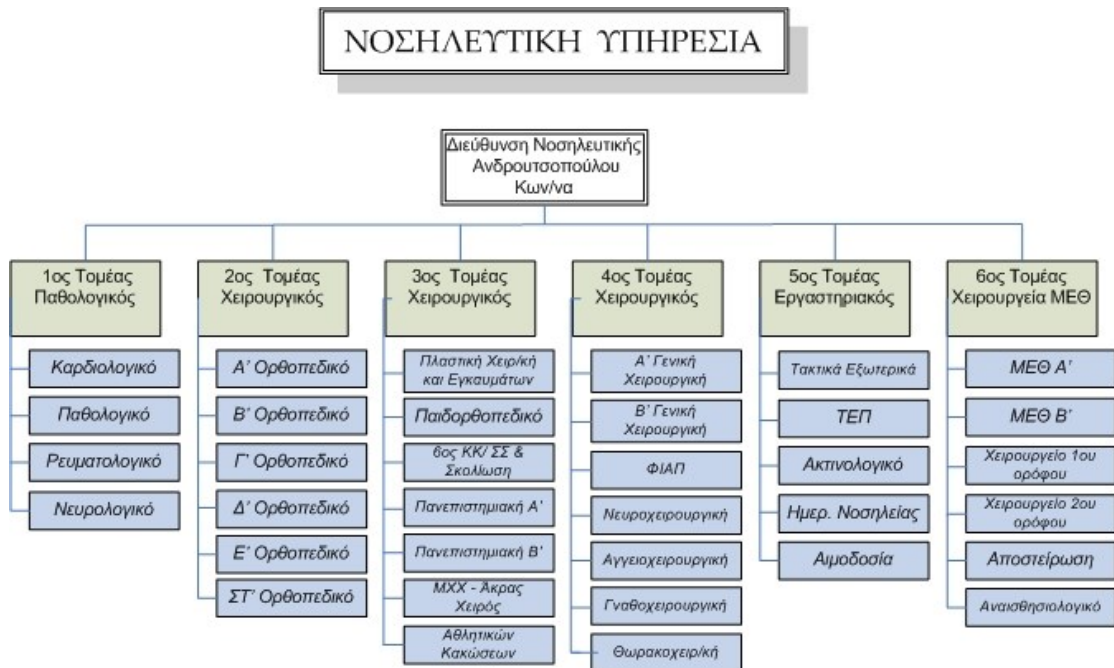 ΝΟΣΗΛΕΥΤΙΚΗ ΥΠΗΡΕΣΙΑ
Διεύθυνση Νοσηλευτικής
Ανδρουτσοπούλου
Κων/να
1ος Τομέας
Παθολογικός
Καρδιολογικό
Παθολογικό
Ρευματολογικό
Νευρολογικό
2ος Τομέας
Χειρουργικός
Α' Ορθοπεδικό
Β' Ορθοπεδικό
Γ' Ορθοπεδικό
Δ' Ορθοπεδικό
Ε' Ορθοπεδικό
ΣΤ' Ορθοπεδικό
3ος Τομέας
Χειρουργικός
Πλαστική Χειρ/κή
και Εγκαυμάτων
Παιδορθοπεδικό
6ος ΚΚ/ ΣΣ &
Σκολίωση
Πανεπιστημιακή Α'
Πανεπιστημιακή Β'
ΜΧΧ - Άκρας
Χειρός
Αθλητικών
Κακώσεων
4ος Τομέας
Χειρουργικός
Α' Γενική
Χειρουργική
Β' Γενική
Χειρουργική
ΦΙΑΠ
Νευροχειρουργική
Αγγειοχειρουργική
Γναθοχειρουργική
Θωρακοχειρ/κή
5ος Τομέας
Εργαστηριακός
Τακτικά Εξωτερικά
ΤΕΠ
Ακτινολογικό
Ημερ. Νοσηλείας
Αιμοδοσία
6ος Τομέας
Χειρουργεία ΜΕΘ
ΜΕΘ Α'
ΜΕΘ Β'
Χειρουργείο 1ου
ορόφου
Χειρουργείο 2ου
ορόφου
Αποστείρωση
Αναισθησιολογικό